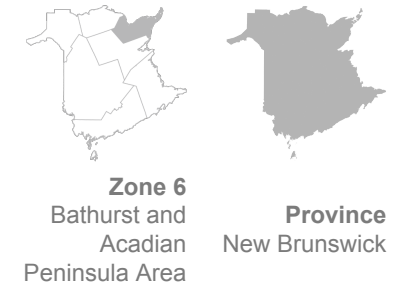 Zone 6
Bathurst and
Acadian
Peninsula Area
Province
New Brunswick